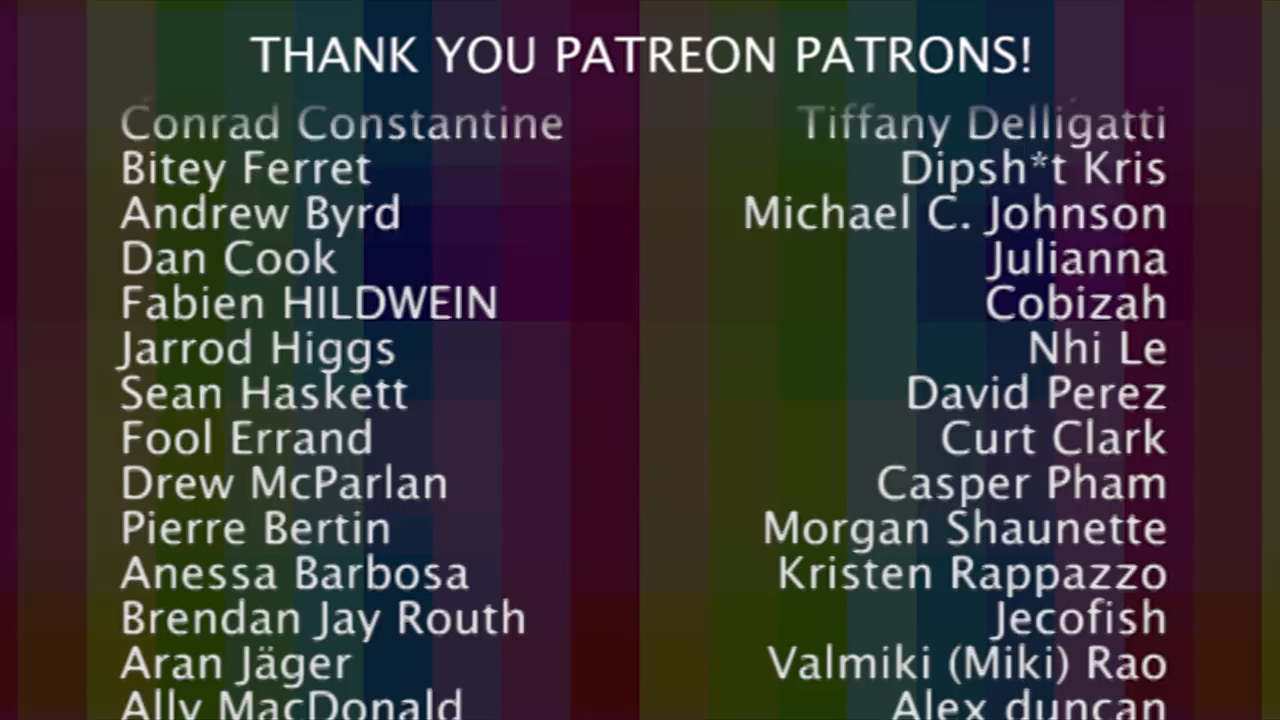 THANK YOU PATREON PATRONS!
Conrad Constantine Tiffany Delligatti
Bitey Ferret Dipsh*t Kris
Andrew Byrd Michael C. Johnson
Dan Cook Julianna
Fabien HILDWEIN Cobizah
Jarrod Higgs Nhi Le
Sean Haskett David Perez
Fool Errand Curt Clark
Drew McParlan Casper Pham
Pierre Bertin Morgan Shaunette
Anessa Barbosa Kristen Rappazzo
Brendan Jay Routh Jecofish
Aran Jäger Valmiki (Miki) Rao
Ally MacDonald Alex duncan